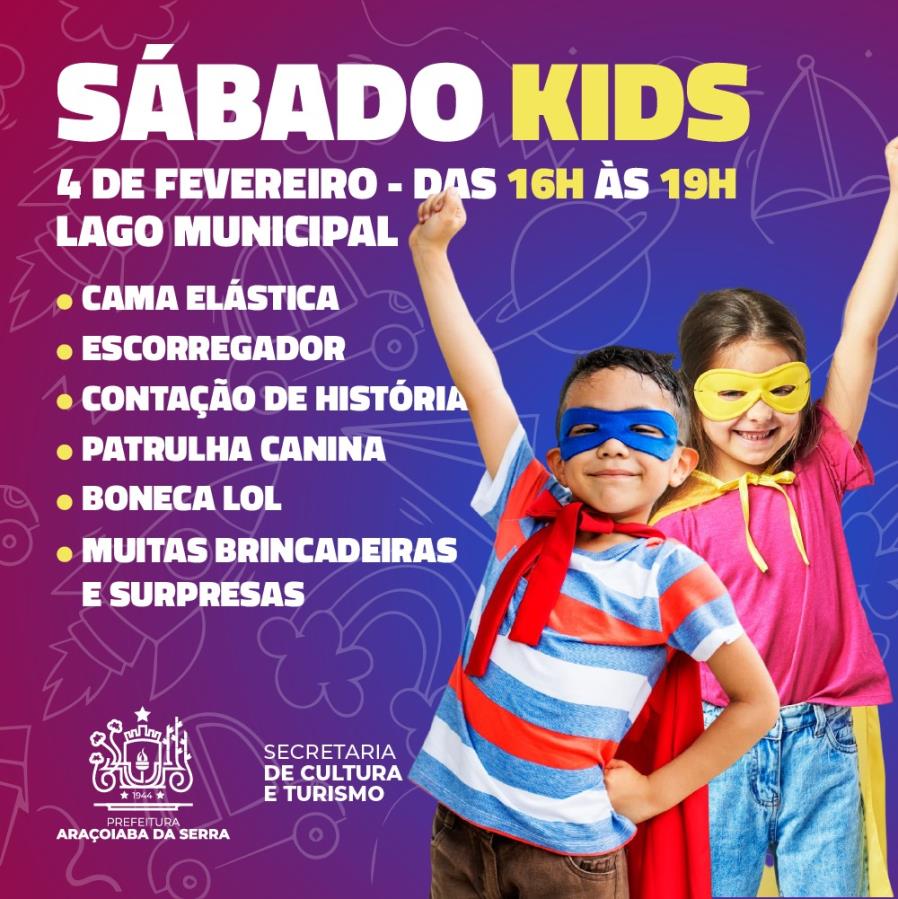 SÁBADO KIDS
4 DE FEVEREIRO - DAS 16H ÀS 19H
LAGO MUNICIPAL
• CAMA ELÁSTICA
• ESCORREGADOR
• CONTAÇÃO DE HISTÓRIA
• PATRULHA CANINA
• BONECA LOL
• MUITAS BRINCADEIRAS
E SURPRESAS
1944
PREFEITURA
ARAÇOIABA DA SERRA
SECRETARIA
DE CULTURA
E TURISMO